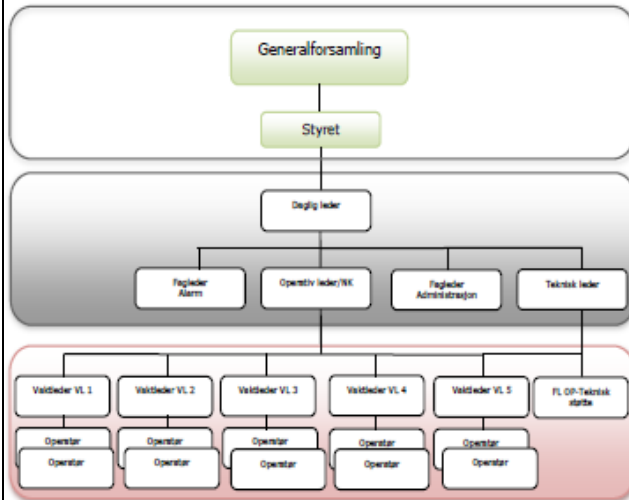 Generalforsamling
Styret
Daglig leder
Fagleder
Alarm
Operativ leder/NK
Fagleder
Administrasjon
Teknisk leder
Vaktleder VL 1
Vaktleder VL 2
Vaktleder VL 3
Vaktleder VL 4
Vaktleder VL 5
FL OP-Teknisk
støtte
Operatør
Operatør
Operatør
Operatør
Operatør
Operatør
Operatør
Operatør
Operatør
Operatør